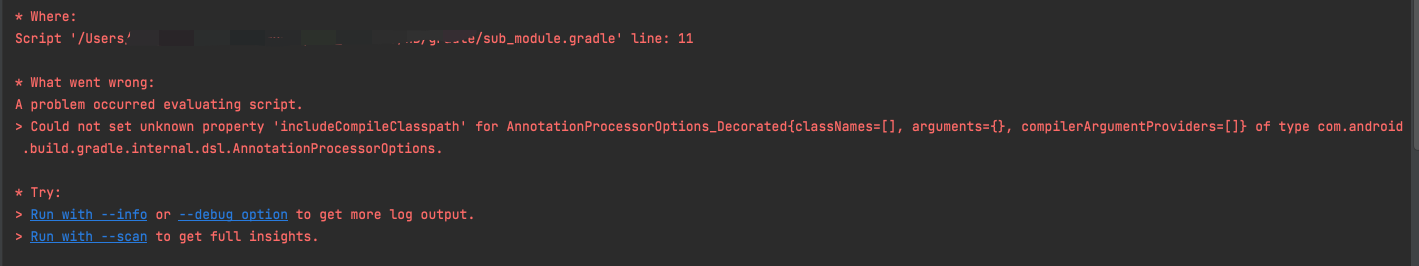 * Where:
Script '/Users/ /gradle/sub_module.gradle' line: 11
* What went wrong:
A problem occurred evaluating script.
> Could not set unknown property 'includeCompileClasspath' for AnnotationProcessorOptions_Decorated{classNames=[], arguments={}, compilerArgumentProviders=[]} of type com.android
.build.gradle.internal.dsl.AnnotationProcessorOptions.
* Try:
> Run with --info or --debug option to get more log output.
> Run with --scan to get full insights.